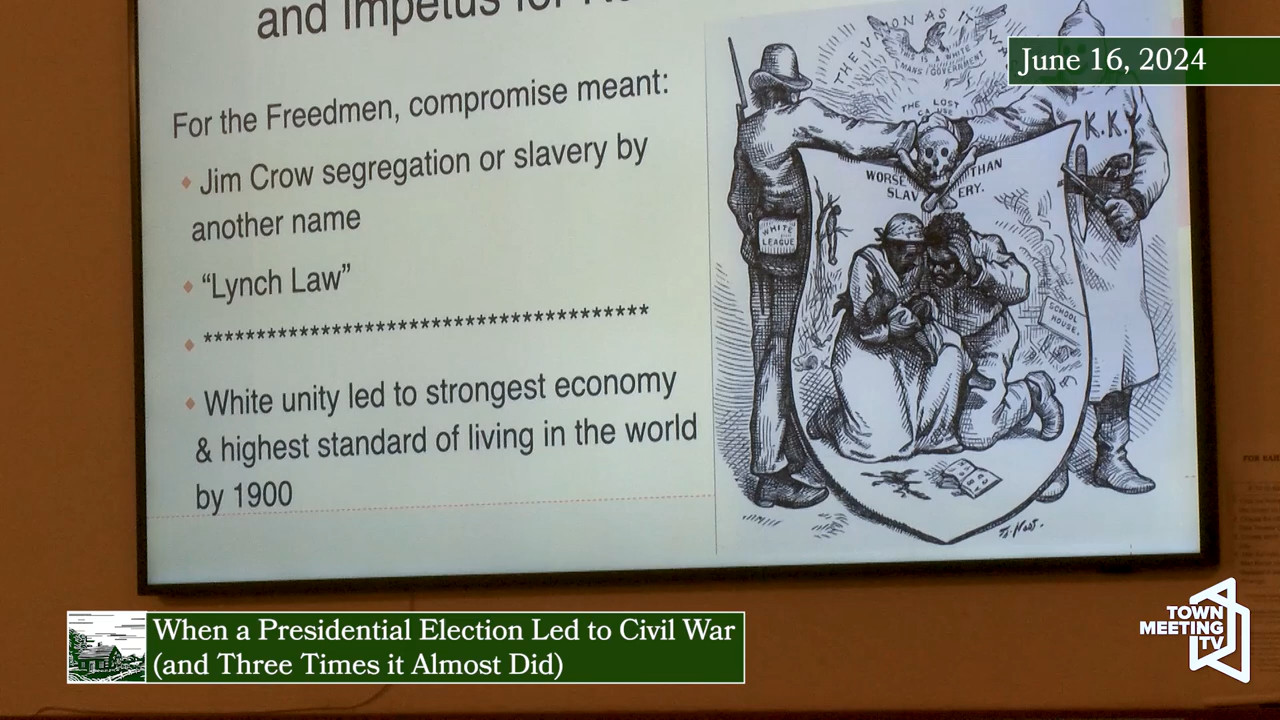 and Impetus for
June 16, 2024
For the Freedmen, compromise meant:
• Jim Crow segregation or slavery by
another name
• “Lynch Law”
• ******************************************
• White unity led to strongest economy
& highest standard of living in the world
by 1900
THE
ON AS IT
THIS IS A WHITE
MANS GOVERNMENT
THE LOST
CAUSE
WORSE THAN
SLAVERY.
WHITE
LEAGUE
K.K.
SCHOOL
HOUSE.
Th. Nast.
When a Presidential Election Led to Civil War
(and Three Times it Almost Did)
TOWN
MEETING
TV